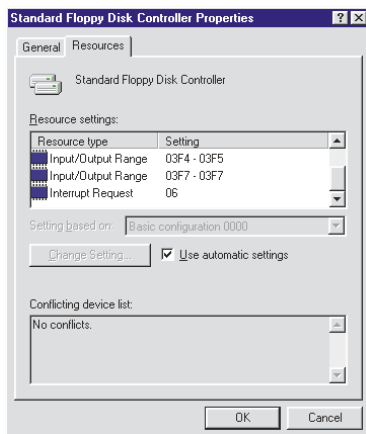 Standard Floppy Disk Controller Properties
General Resources
Standard Floppy Disk Controller
Resource settings:
Resource type Setting
Input/Output Range 03F4 - 03F5
Input/Output Range 03F7 - 03F7
Interrupt Request 06
Setting based on: Basic configuration 0000
Change Setting... Use automatic settings
Conflicting device list:
No conflicts.
OK Cancel